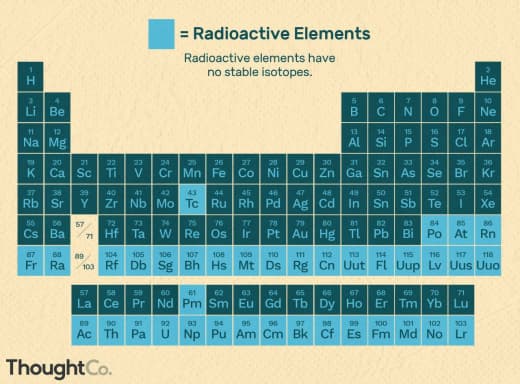 = Radioactive Elements
Radioactive elements have
no stable isotopes.
1 2
H He
3 4 5 6 7 8 9 10
Li Be B C N O F Ne
11 12 13 14 15 16 17 18
Na Mg Al Si P S Cl Ar
19 20 21 22 23 24 25 26 27 28 29 30 31 32 33 34 35 36
K Ca Sc Ti V Cr Mn Fe Co Ni Cu Zn Ga Sn As Se Br Kr
37 38 39 40 41 42 43 44 45 46 47 48 49 50 51 52 53 54
Rb Sr Y Zr Nb Mo Tc Ru Rh Pd Ag Cd In Sn Sb Te I Xe
55 56 57/71 72 73 74 75 76 77 78 79 80 81 82 83 84 85 86
Cs Ba Hf Ta W Re Os Ir Pt Au Hg Tl Pb Bi Po At Rn
87 88 89/103 104 105 106 107 108 109 110 111 112 113 114 115 116 117 118
Fr Ra Rf Db Sg Bh Hs Mt Ds Rg Cn Uut Fl Uup Lv Uus Uuo
57 58 59 60 61 62 63 64 65 66 67 68 69 70 71
La Ce Pr Nd Pm Sm Eu Gd Tb Dy Ho Er Tm Yb Lu
89 90 91 92 93 94 95 96 97 98 99 100 101 102 103
Ac Th Pa U Np Pu Am Cm Bk Cf Es Fm Md No Lr
ThoughtCo.